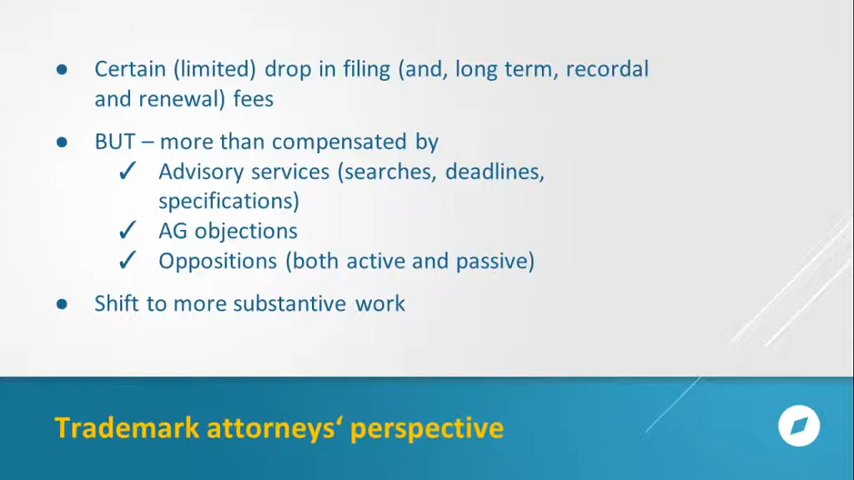 ● Certain (limited) drop in filing (and, long term, recordal
and renewal) fees
● BUT – more than compensated by
✓ Advisory services (searches, deadlines,
specifications)
✓ AG objections
✓ Oppositions (both active and passive)
● Shift to more substantive work
Trademark attorneys‘ perspective